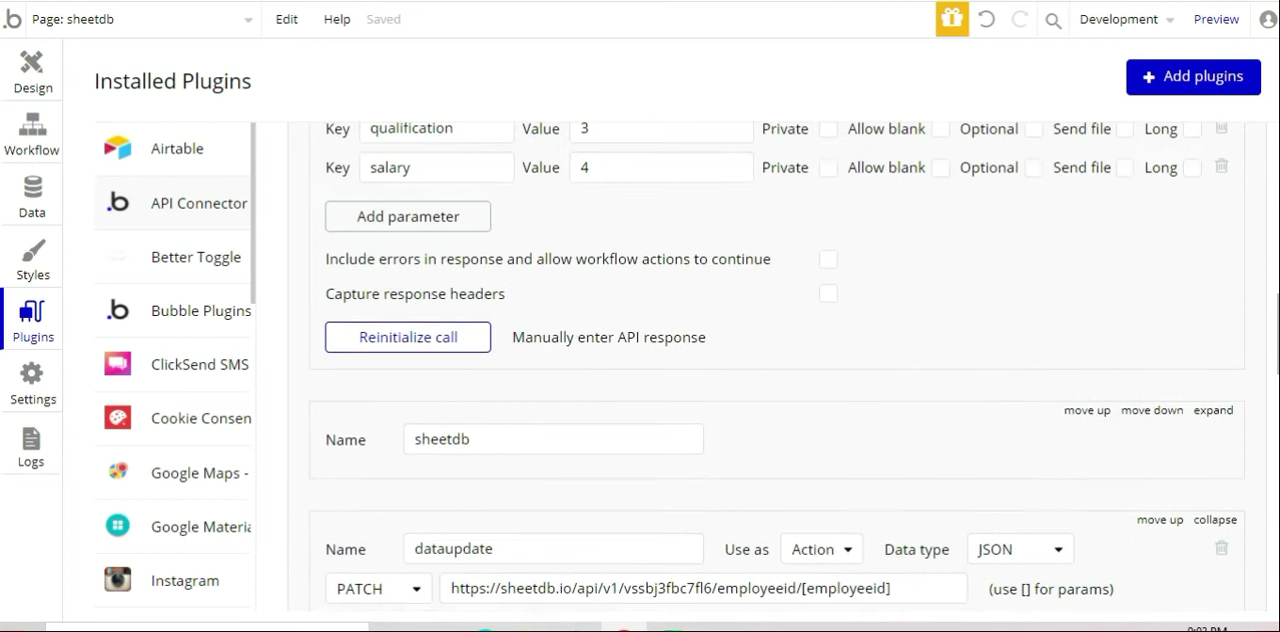 .b Page: sheetdb Edit Help Saved Development Preview
Design
Workflow
Data
Styles
Plugins
Settings
Logs
Installed Plugins
+ Add plugins
Airtable
.b API Connector
Better Toggle
.b Bubble Plugins
ClickSend SMS
Cookie Consen
Google Maps -
Google Materia
Instagram
Key qualification Value 3 Private Allow blank Optional Send file Long
Key salary Value 4 Private Allow blank Optional Send file Long
Add parameter
Include errors in response and allow workflow actions to continue
Capture response headers
Reinitialize call Manually enter API response
move up move down expand
Name sheetdb
move up collapse
Name dataupdate Use as Action Data type JSON
PATCH https://sheetdb.io/api/v1/vssbj3fbc7fl6/employeeid/[employeeid] (use [] for params)